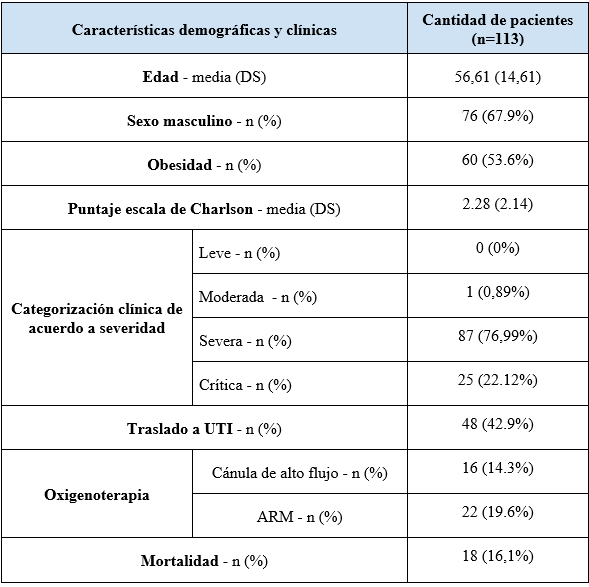 Características demográficas y clínicas
Cantidad de pacientes
(n=113)
Edad - media (DS)
56,61 (14,61)
Sexo masculino - n (%)
76 (67.9%)
Obesidad - n (%)
60 (53.6%)
Puntaje escala de Charlson - media (DS)
2.28 (2.14)
Categorización clínica de
acuerdo a severidad
Leve - n (%)
0 (0%)
Moderada - n (%)
1 (0,89%)
Severa - n (%)
87 (76,99%)
Crítica - n (%)
25 (22.12%)
Traslado a UTI - n (%)
48 (42.9%)
Oxigenoterapia
Cánula de alto flujo - n (%)
16 (14.3%)
ARM - n (%)
22 (19.6%)
Mortalidad - n (%)
18 (16,1%)